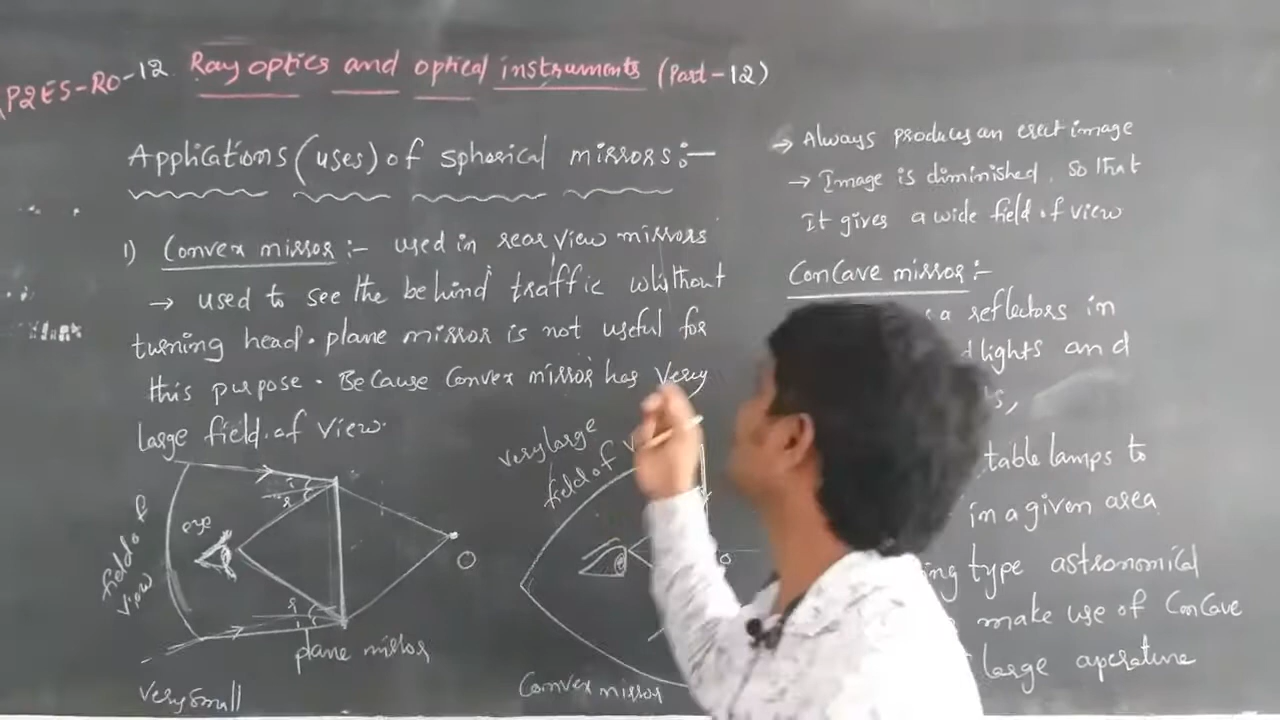 P2ES-RO-12 Ray optics and optical instruments (Part-12)
Applications (uses) of spherical mirrors:-
1) Convex mirror :- used in rear view mirrors
→ used to see the behind traffic whithout
turning head. plane mirror is not useful for
this purpose. Because Convex mirror has very
large field of view.
field of
view
eye
i
r
r
i
O
plane mirror
Very small
very large
field of
Convex mirror
→ Always produces an erect image
→ Image is diminished, so that
It gives a wide field of view
Concave mirror:-
reflectors in
lights and
table lamps to
in a given area
type astronomical
make use of Concave
large aperature